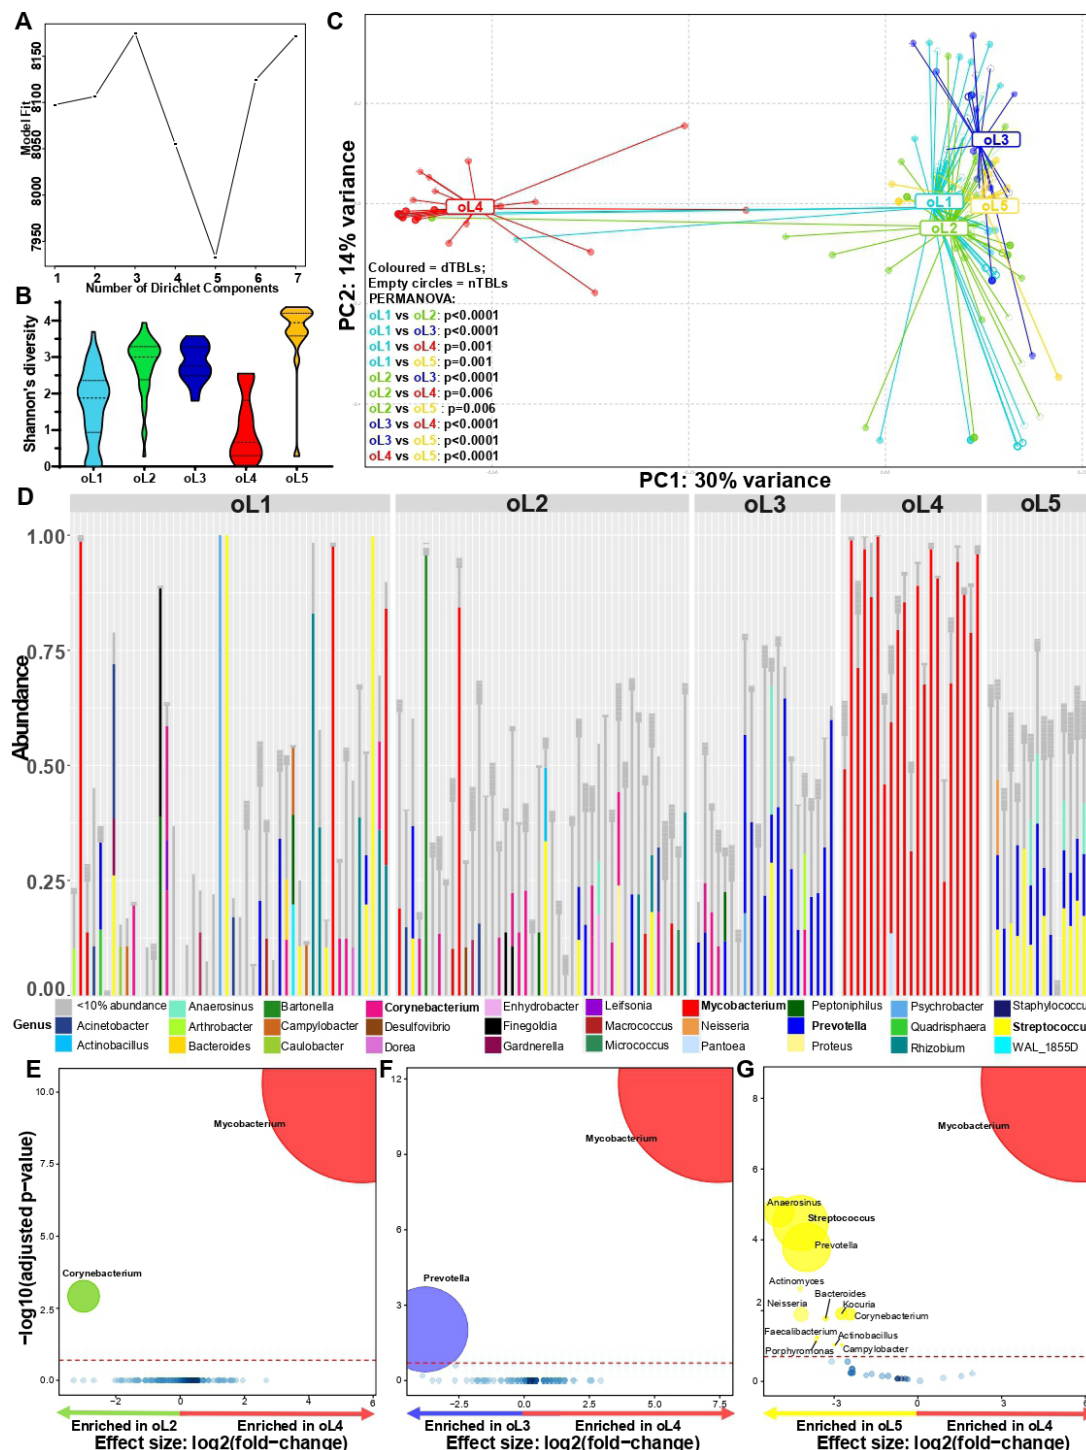 A
Model Fit
8150
8100
8050
8000
7950
1 2 3 4 5 6 7
Number of Dirichlet Components
B
Shannon's diversity
4
3
2
1
0
oL1 oL2 oL3 oL4 oL5
C
PC2: 14% variance
oL4
oL3
oL1
oL5
oL2
Coloured = dTBLs;
Empty circles = nTBLs
PERMANOVA:
oL1 vs oL2: p<0.0001
oL1 vs oL3: p<0.0001
oL1 vs oL4: p=0.001
oL1 vs oL5: p=0.001
oL2 vs oL3: p<0.0001
oL2 vs oL4: p=0.006
oL2 vs oL5 : p=0.006
oL3 vs oL4: p<0.0001
oL3 vs oL5: p<0.0001
oL4 vs oL5: p<0.0001
PC1: 30% variance
D
oL1 oL2 oL3 oL4 oL5
Abundance
1.00
0.75
0.50
0.25
0.00
Genus
<10% abundance Anaerosinus Bartonella Corynebacterium Enhydrobacter Leifsonia Mycobacterium Peptoniphilus Psychrobacter Staphylococcu
Acinetobacter Arthrobacter Campylobacter Desulfovibrio Finegoldia Macrococcus Neisseria Prevotella Quadrisphaera Streptococcus
Actinobacillus Bacteroides Caulobacter Dorea Gardnerella Micrococcus Pantoea Proteus Rhizobium WAL_1855D
E
−log10(adjusted p−value)
10.0
7.5
5.0
2.5
0.0
Mycobacterium
Corynebacterium
−2 0 2 4 6
Enriched in oL2 Enriched in oL4
Effect size: log2(fold−change)
F
12
9
6
3
0
Mycobacterium
Prevotella
−2.5 0.0 2.5 5.0 7.5
Enriched in oL3 Enriched in oL4
Effect size: log2(fold−change)
G
8
6
4
2
0
Mycobacterium
Anaerosinus
Streptococcus
Prevotella
Actinomyces
Bacteroides
Neisseria
Kocuria
Corynebacterium
Faecalibacterium
Actinobacillus
Porphyromonas
Campylobacter
−3 0 3
Enriched in oL5 Enriched in oL4
Effect size: log2(fold−change)